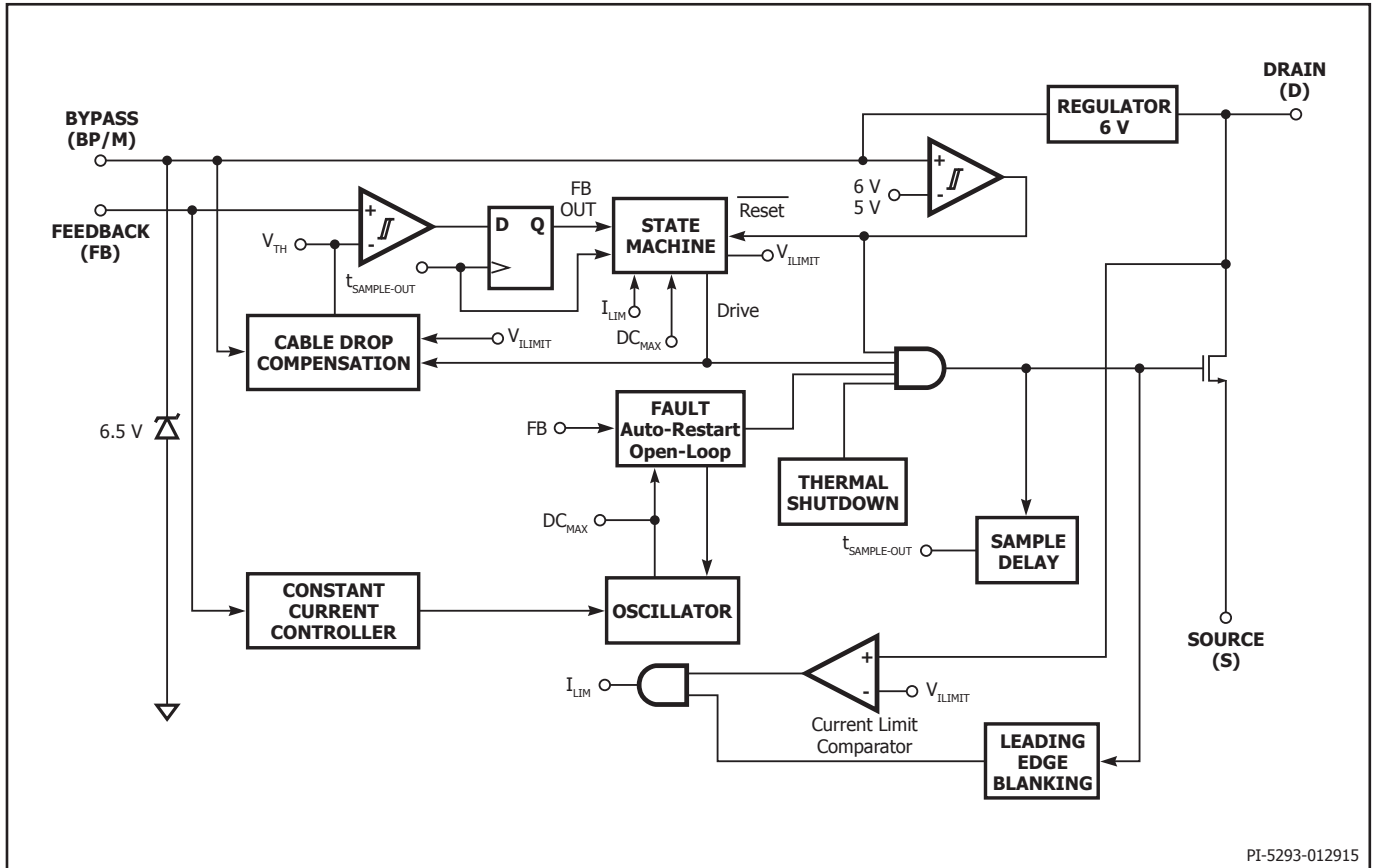 DRAIN
(D)
REGULATOR
6 V
BYPASS
(BP/M)
+
-
6 V
5 V
FEEDBACK
(FB)
+
-
V_TH
t_SAMPLE-OUT
D Q
FB
OUT
STATE
MACHINE
Reset
V_ILIMIT
I_LIM
DC_MAX
Drive
CABLE DROP
COMPENSATION
V_ILIMIT
6.5 V
FB
FAULT
Auto-Restart
Open-Loop
THERMAL
SHUTDOWN
DC_MAX
t_SAMPLE-OUT
SAMPLE
DELAY
CONSTANT
CURRENT
CONTROLLER
OSCILLATOR
SOURCE
(S)
I_LIM
+
-
V_ILIMIT
Current Limit
Comparator
LEADING
EDGE
BLANKING
PI-5293-012915